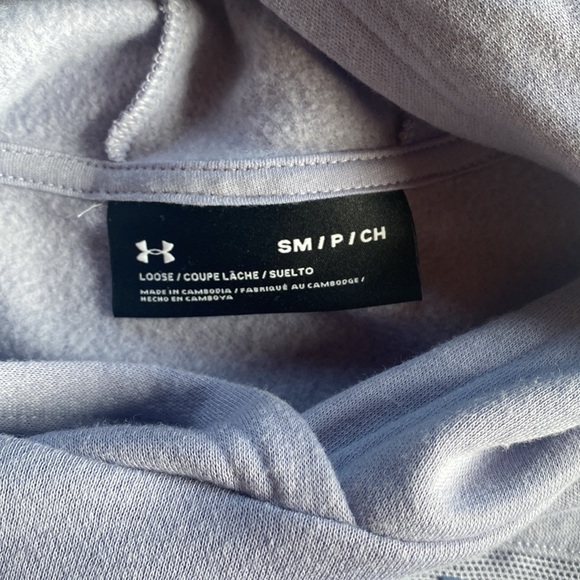 SM / P / CH
LOOSE / COUPE LÂCHE / SUELTO
MADE IN CAMBODIA / FABRIQUÉ AU CAMBODGE /
HECHO EN CAMBOYA